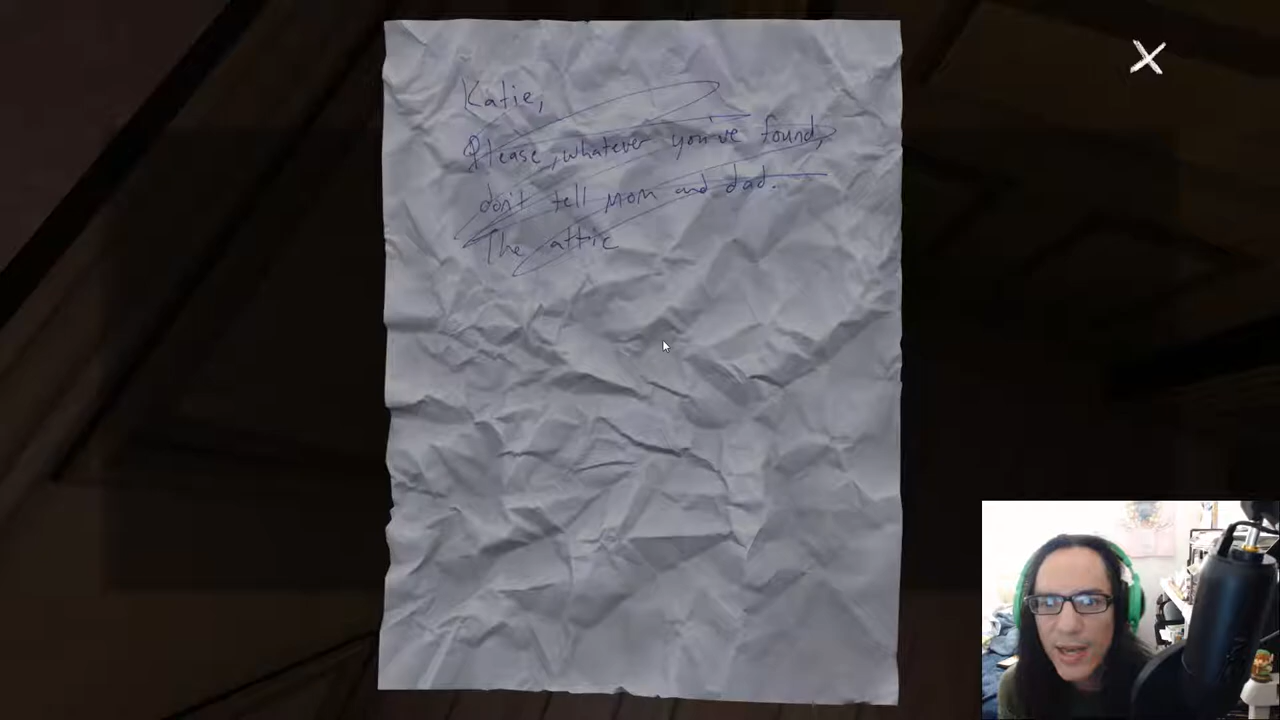 Katie,
Please, whatever you've found,
don't tell Mom and dad.
The attic